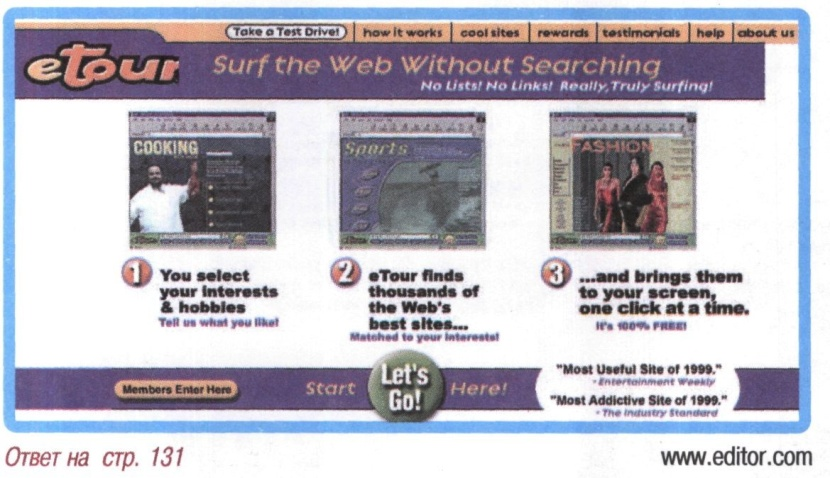 Take a Test Drive! how it works cool sites rewards testimonials help about us
eTour Surf the Web Without Searching
No Lists! No Links! Really, Truly Surfing!
COOKING
Sports
FASHION
1 You select
your interests
& hobbies
Tell us what you like!
2 eTour finds
thousands of
the Web's
best sites...
Matched to your interests!
3 ...and brings them
to your screen,
one click at a time.
It's 100% FREE!
Members Enter Here
Start Let's Go! Here!
"Most Useful Site of 1999."
- Entertainment Weekly
"Most Addictive Site of 1999."
- The Industry Standard
Ответ на стр. 131
www.editor.com